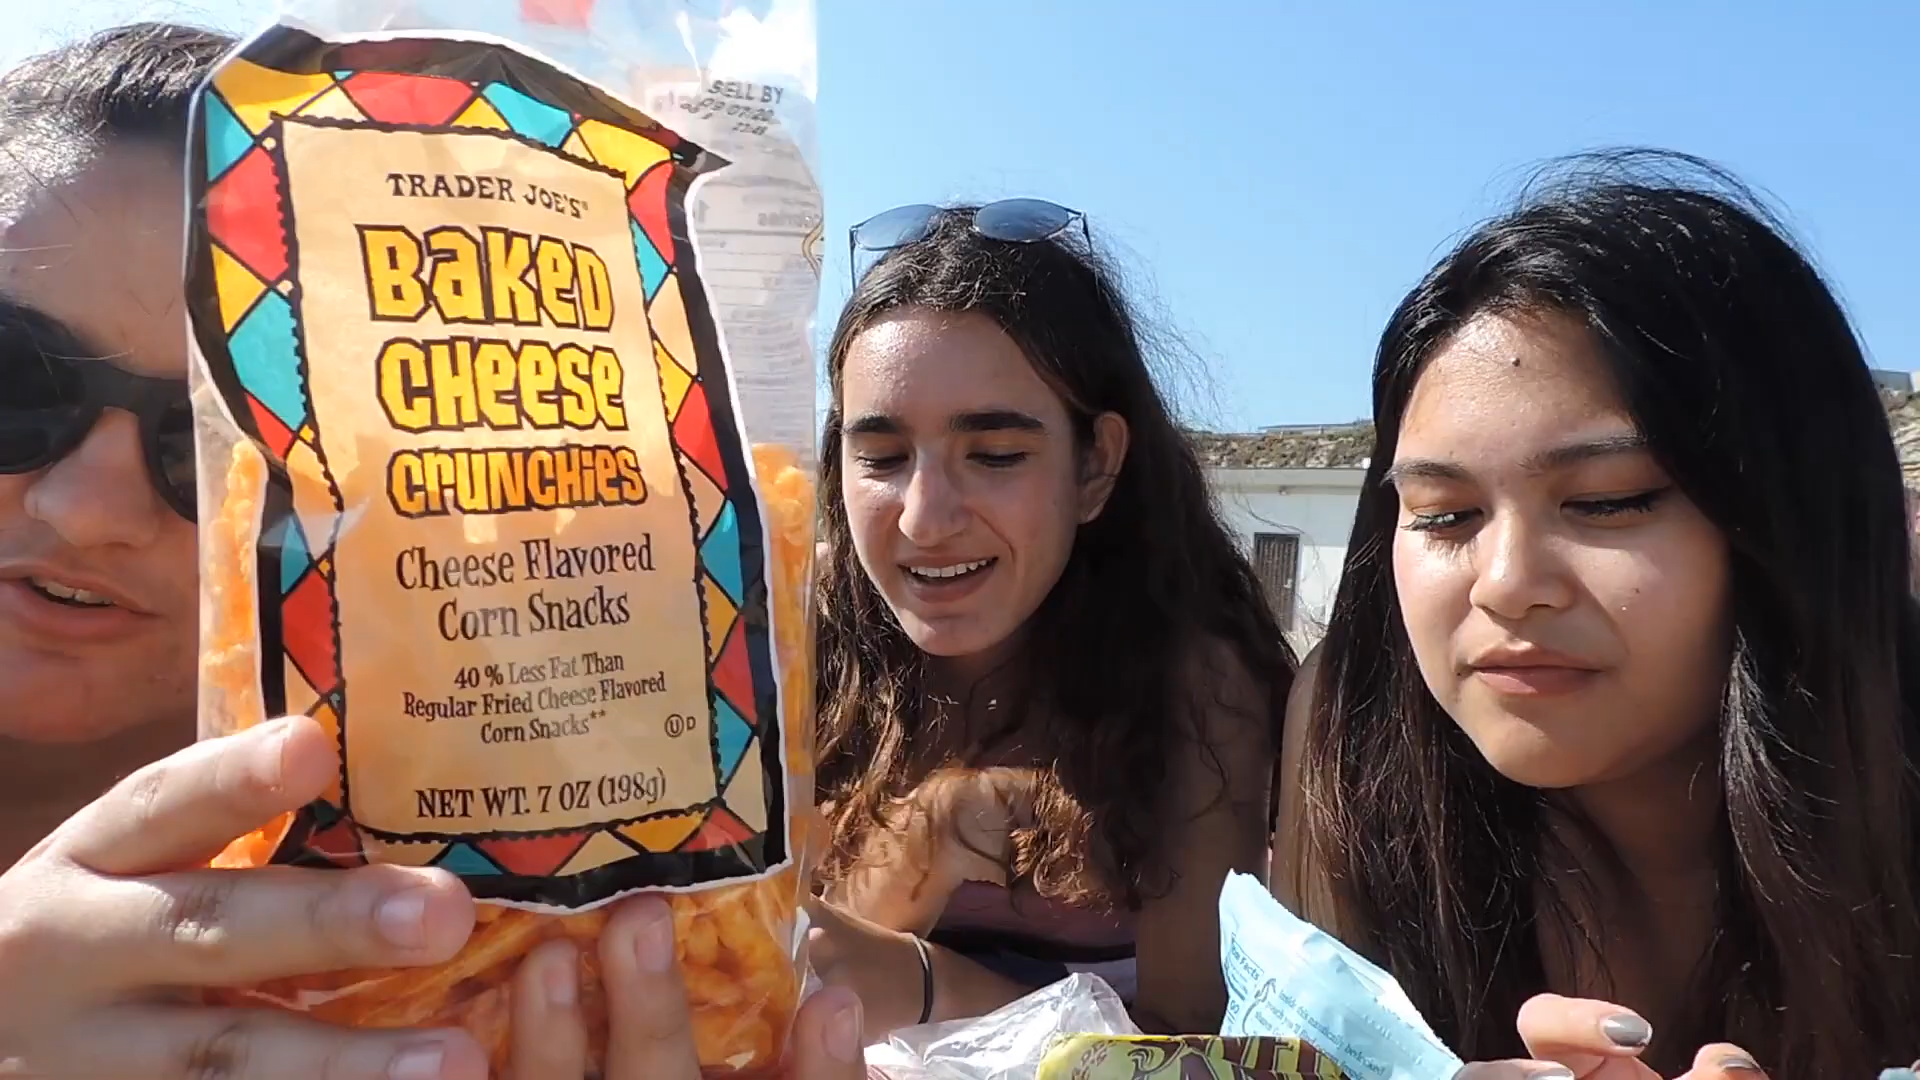 SELL BY
TRADER JOE'S®
BAKED
CHEESE
CRUNCHIES
Cheese Flavored
Corn Snacks
40% Less Fat Than
Regular Fried Cheese Flavored
Corn Snacks**
Ⓤ D
NET WT. 7 OZ (198g)